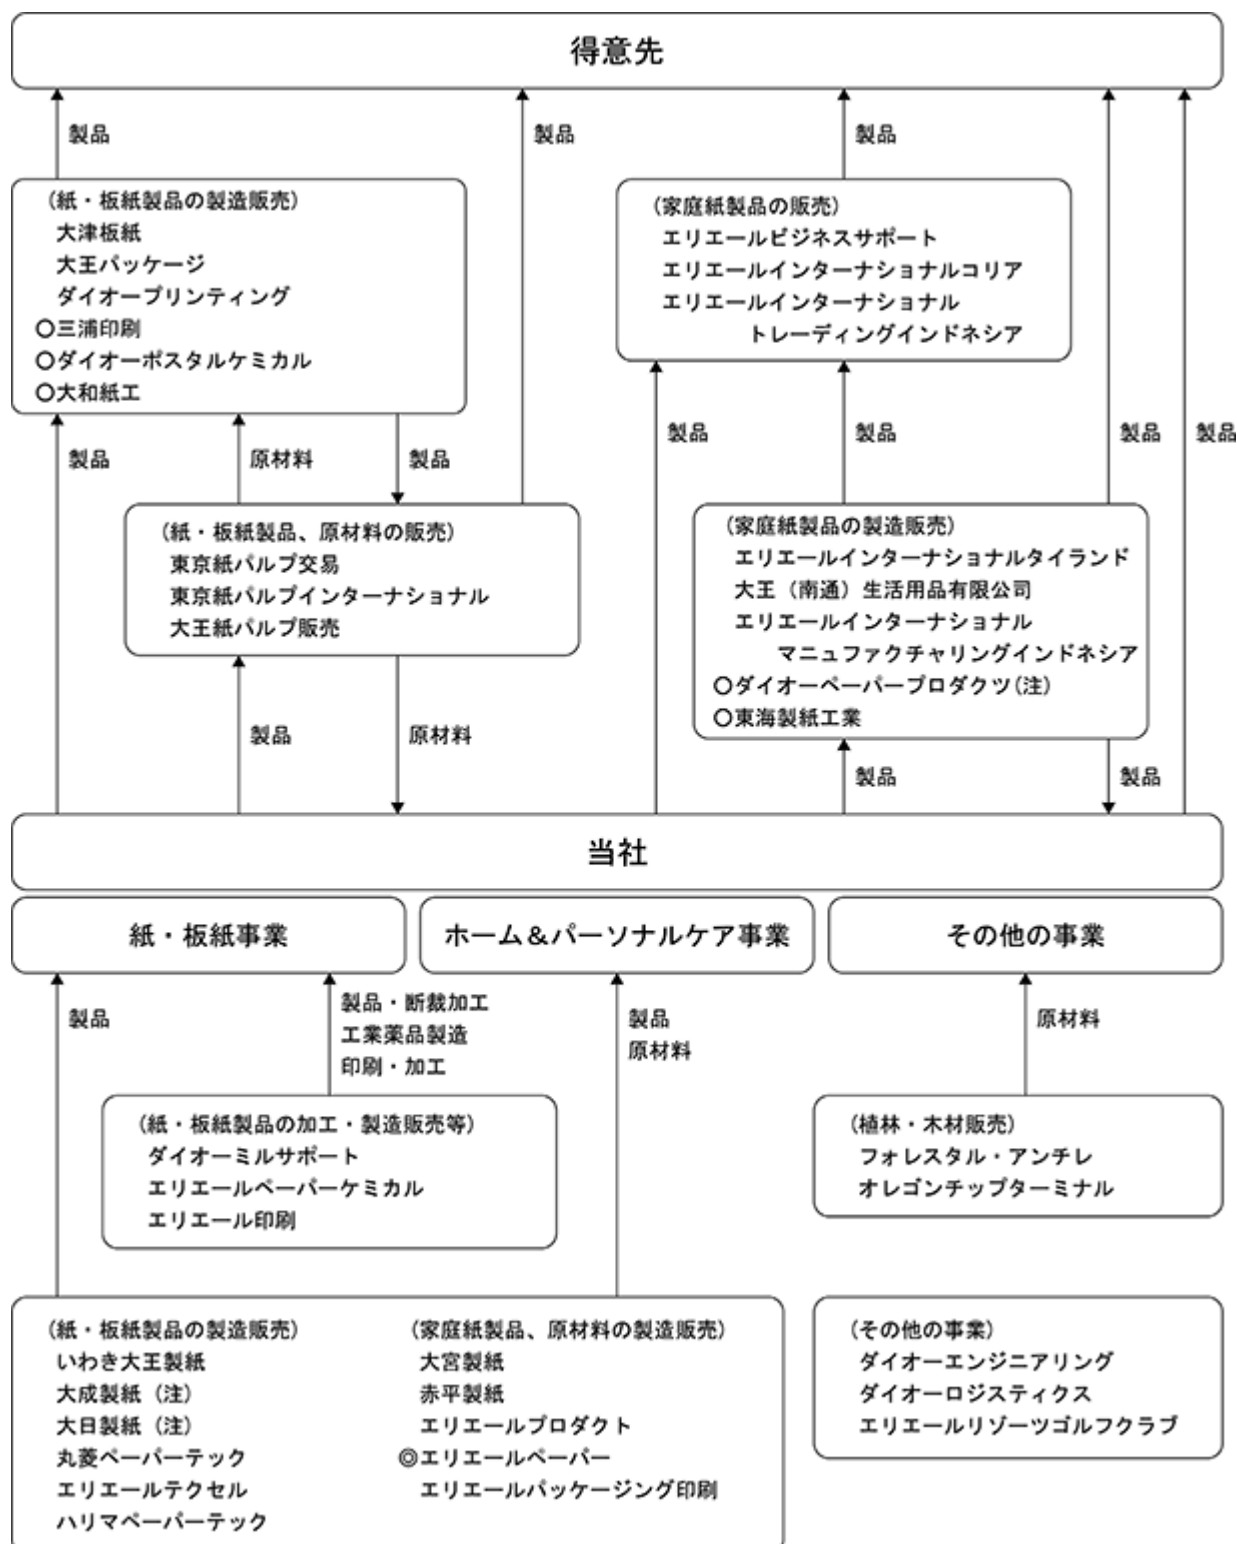 得意先
製品
製品
製品
製品
製品
(紙・板紙製品の製造販売)
大津板紙
大王パッケージ
ダイオープリンティング
○三浦印刷
○ダイオーポスタルケミカル
○大和紙工
(家庭紙製品の販売)
エリエールビジネスサポート
エリエールインターナショナルコリア
エリエールインターナショナル
トレーディングインドネシア
製品
原材料
製品
製品
製品
(紙・板紙製品、原材料の販売)
東京紙パルプ交易
東京紙パルプインターナショナル
大王紙パルプ販売
(家庭紙製品の製造販売)
エリエールインターナショナルタイランド
大王（南通）生活用品有限公司
エリエールインターナショナル
マニュファクチャリングインドネシア
○ダイオーペーパープロダクツ(注)
○東海製紙工業
製品
原材料
製品
製品
当社
紙・板紙事業
ホーム＆パーソナルケア事業
その他の事業
製品
製品・断裁加工
工業薬品製造
印刷・加工
製品
原材料
原材料
(紙・板紙製品の加工・製造販売等)
ダイオーミルサポート
エリエールペーパーケミカル
エリエール印刷
(植林・木材販売)
フォレスタル・アンチレ
オレゴンチップターミナル
(紙・板紙製品の製造販売)
いわき大王製紙
大成製紙（注）
大日製紙（注）
丸菱ペーパーテック
エリエールテクセル
ハリマペーパーテック
(家庭紙製品、原材料の製造販売)
大宮製紙
赤平製紙
エリエールプロダクト
◎エリエールペーパー
エリエールパッケージング印刷
(その他の事業)
ダイオーエンジニアリング
ダイオーロジスティクス
エリエールリゾーツゴルフクラブ